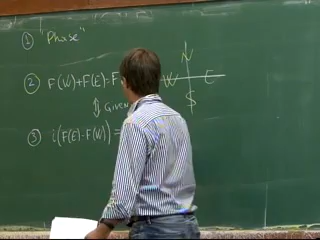 ① "Phase"
② F(W)+F(E)=F
⇕ GIVEN
③ i(F(E)-F(W))=
N
W E
S